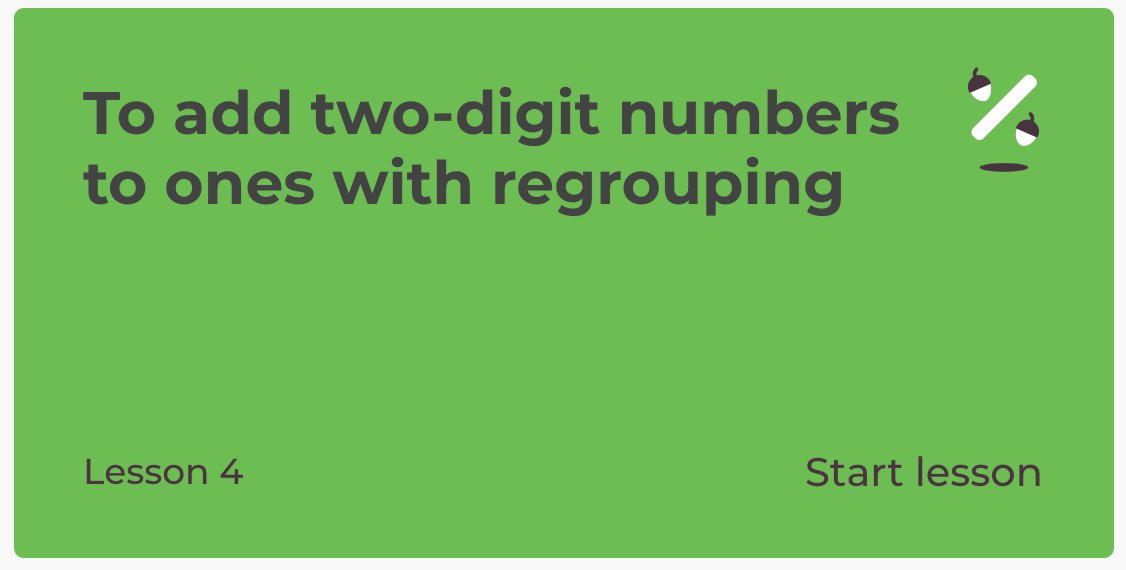 To add two-digit numbers
to ones with regrouping
Lesson 4
Start lesson